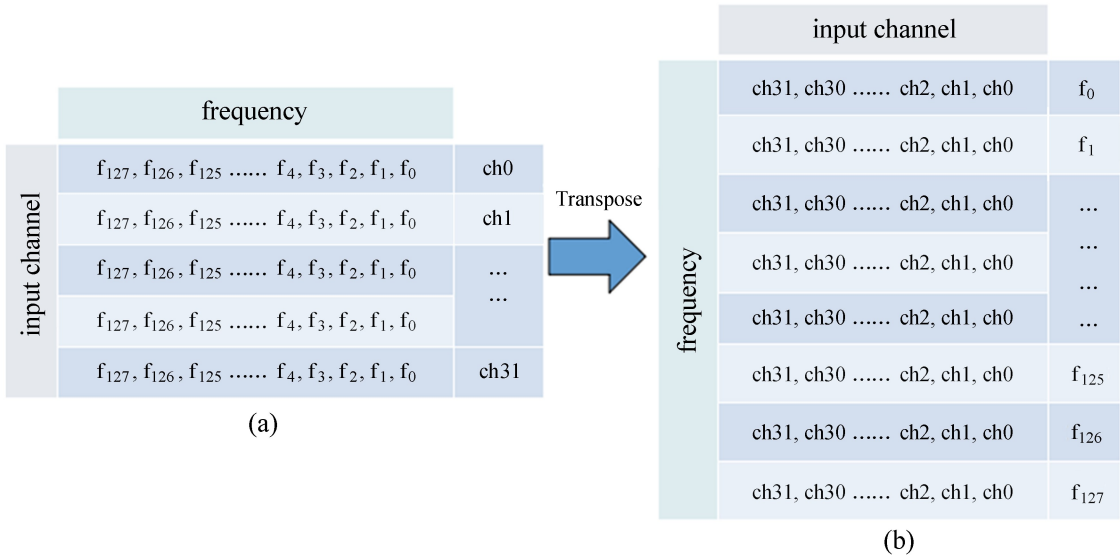 frequency
input channel
f₁₂₇, f₁₂₆, f₁₂₅ ...... f₄, f₃, f₂, f₁, f₀ ch0
f₁₂₇, f₁₂₆, f₁₂₅ ...... f₄, f₃, f₂, f₁, f₀ ch1
f₁₂₇, f₁₂₆, f₁₂₅ ...... f₄, f₃, f₂, f₁, f₀ ...
...
f₁₂₇, f₁₂₆, f₁₂₅ ...... f₄, f₃, f₂, f₁, f₀
f₁₂₇, f₁₂₆, f₁₂₅ ...... f₄, f₃, f₂, f₁, f₀ ch31
(a)
Transpose
input channel
frequency
ch31, ch30 ...... ch2, ch1, ch0 f₀
ch31, ch30 ...... ch2, ch1, ch0 f₁
ch31, ch30 ...... ch2, ch1, ch0 ...
...
ch31, ch30 ...... ch2, ch1, ch0
...
ch31, ch30 ...... ch2, ch1, ch0 ...
ch31, ch30 ...... ch2, ch1, ch0 f₁₂₅
ch31, ch30 ...... ch2, ch1, ch0 f₁₂₆
ch31, ch30 ...... ch2, ch1, ch0 f₁₂₇
(b)